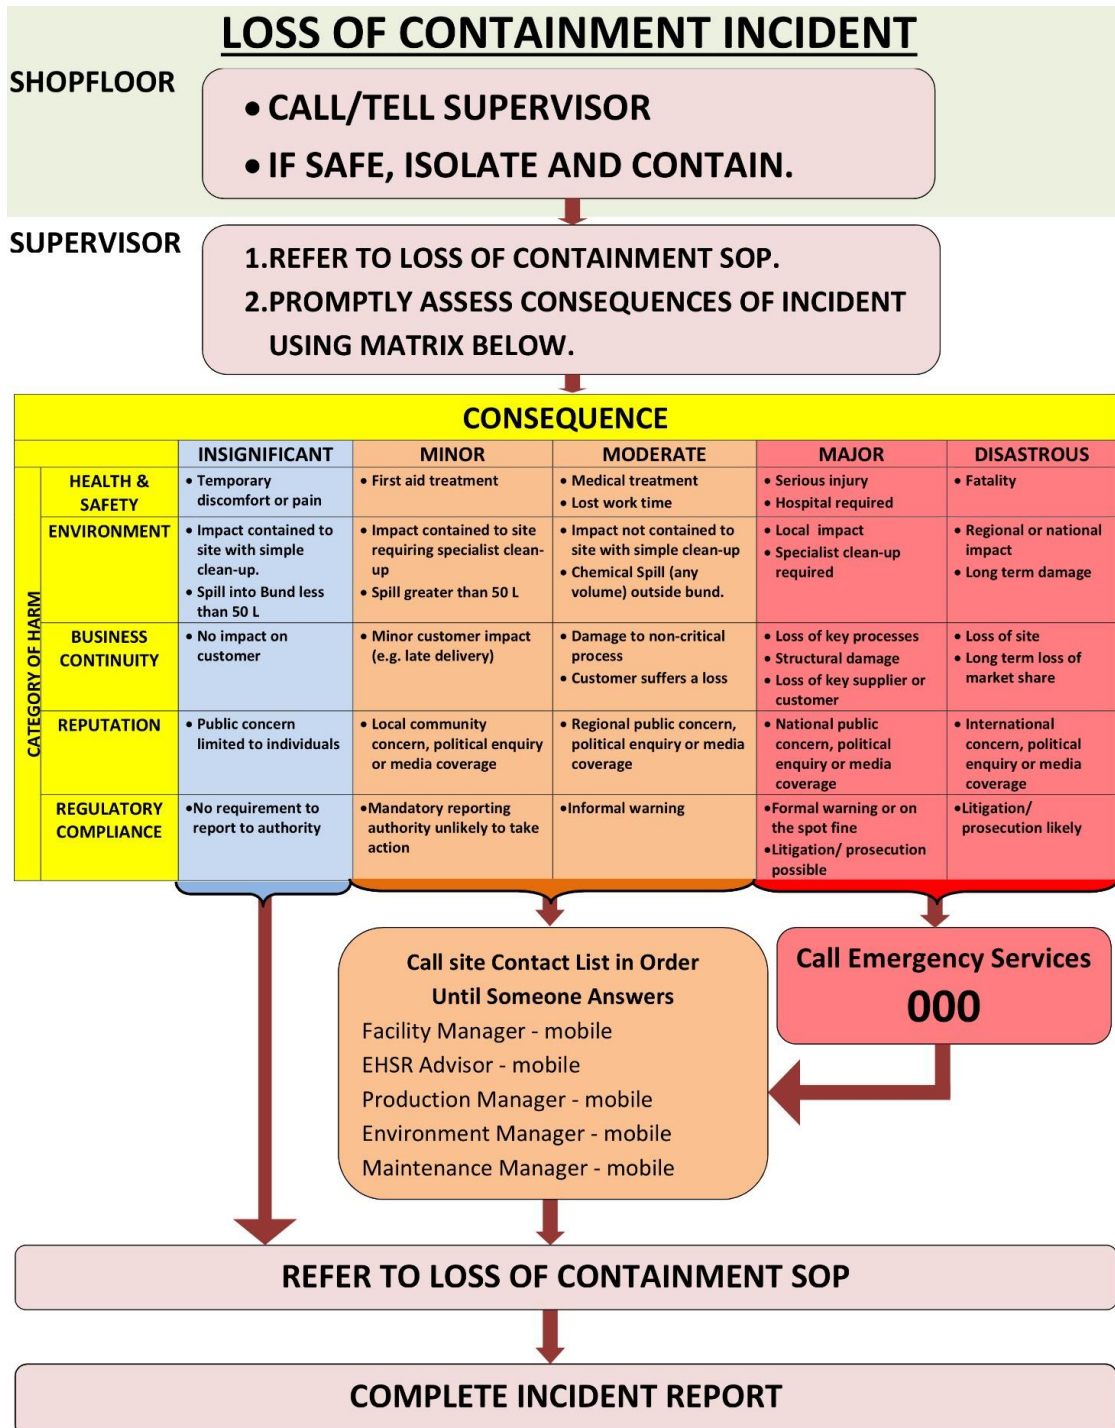 LOSS OF CONTAINMENT INCIDENT
SHOPFLOOR
• CALL/TELL SUPERVISOR
• IF SAFE, ISOLATE AND CONTAIN.
SUPERVISOR
1.REFER TO LOSS OF CONTAINMENT SOP.
2.PROMPTLY ASSESS CONSEQUENCES OF INCIDENT
USING MATRIX BELOW.
CONSEQUENCE
INSIGNIFICANT
MINOR
MODERATE
MAJOR
DISASTROUS
CATEGORY OF HARM
HEALTH &
SAFETY
• Temporary
discomfort or pain
• First aid treatment
• Medical treatment
• Lost work time
• Serious injury
• Hospital required
• Fatality
ENVIRONMENT
• Impact contained to
site with simple
clean-up.
• Spill into Bund less
than 50 L
• Impact contained to
site requiring
specialist clean-
up
• Spill greater than 50 L
• Impact not contained to
site with simple clean-up
• Chemical Spill (any
volume) outside bund.
• Local impact
• Specialist clean-up
required
• Regional or national
impact
• Long term damage
BUSINESS
CONTINUITY
• No impact on
customer
• Minor customer impact
(e.g. late delivery)
• Damage to non-critical
process
• Customer suffers a loss
• Loss of key processes
• Structural damage
• Loss of key supplier or
customer
• Loss of site
• Long term loss of
market share
REPUTATION
• Public concern
limited to individuals
• Local community
concern, political enquiry
or media coverage
• Regional public concern,
political enquiry or media
coverage
• National public
concern, political
enquiry or media
coverage
• International
concern, political
enquiry or media
coverage
REGULATORY
COMPLIANCE
•No requirement to
report to authority
•Mandatory reporting
authority unlikely to take
action
•Informal warning
•Formal warning or on
the spot fine
•Litigation/ prosecution
possible
•Litigation/
prosecution likely
Call site Contact List in Order
Until Someone Answers
Facility Manager - mobile
EHSR Advisor - mobile
Production Manager - mobile
Environment Manager - mobile
Maintenance Manager - mobile
Call Emergency Services
000
REFER TO LOSS OF CONTAINMENT SOP
COMPLETE INCIDENT REPORT